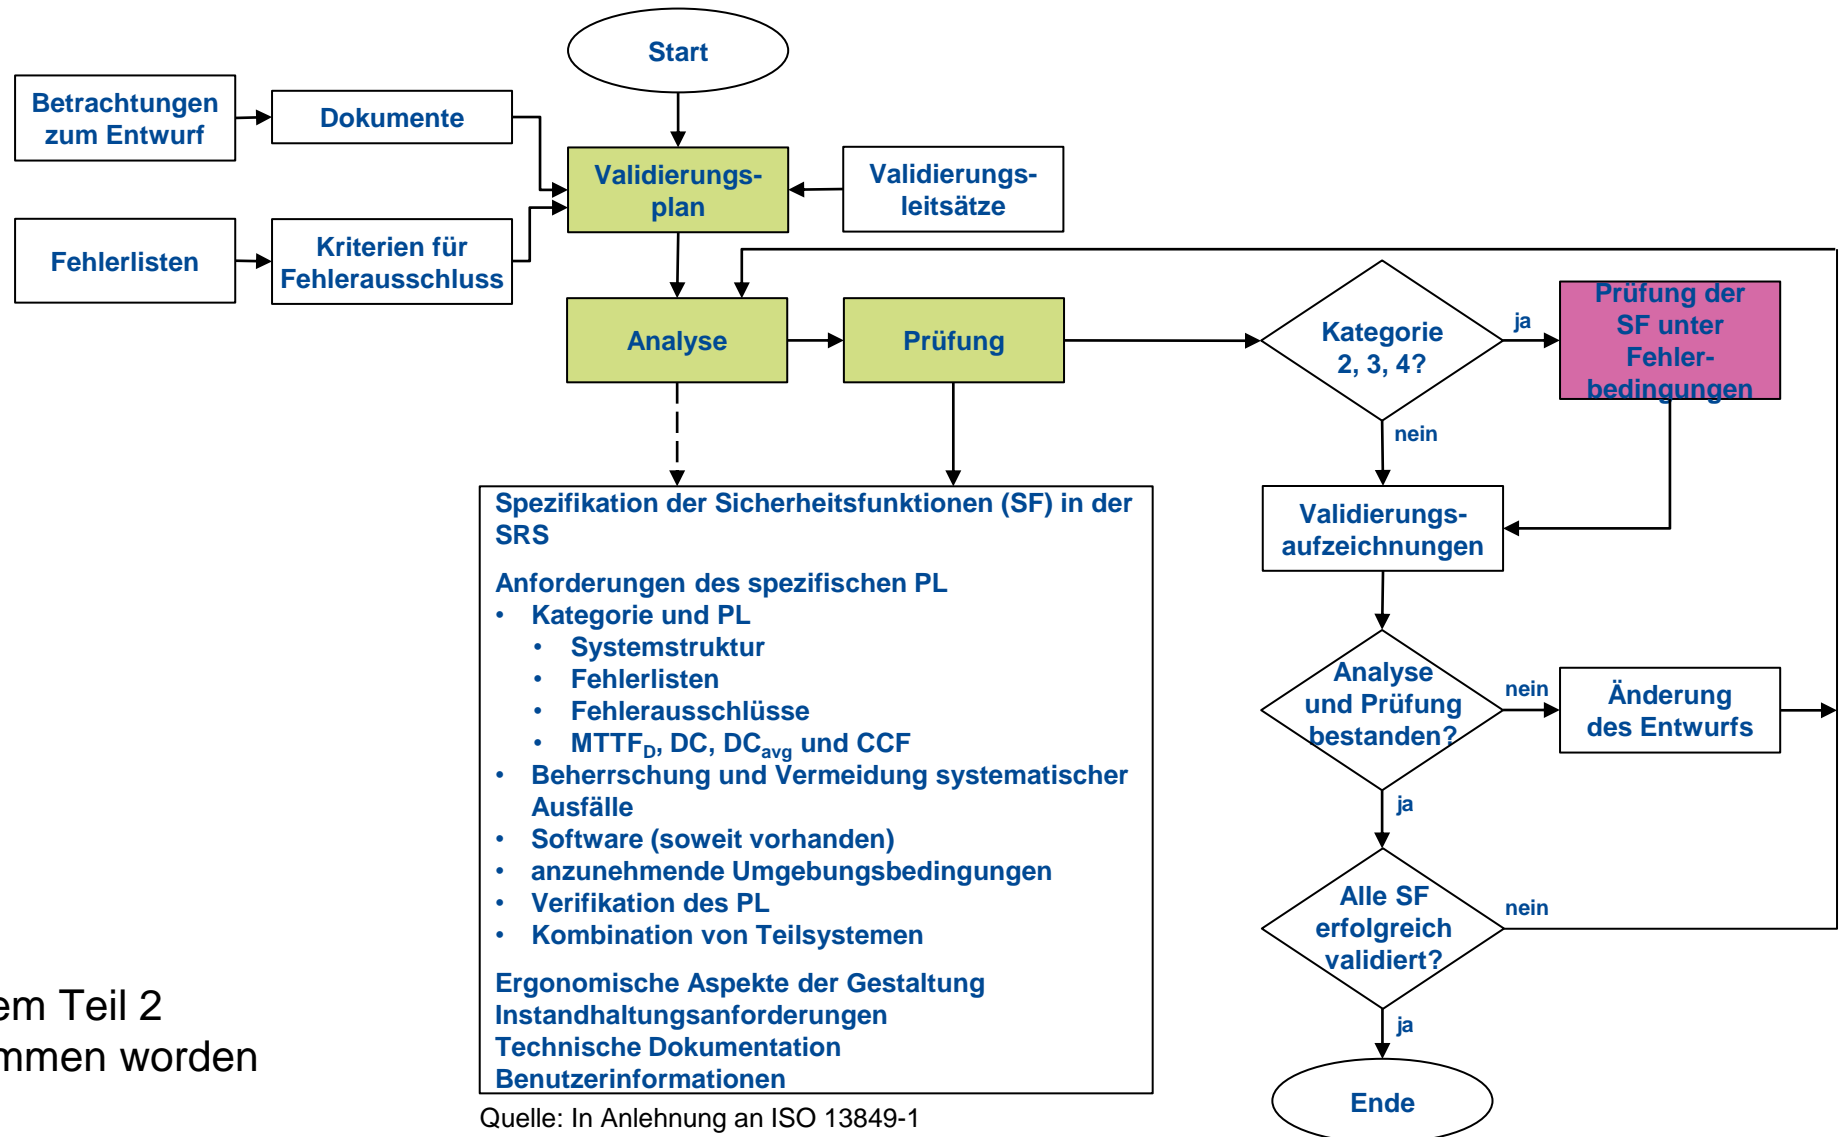 Start
Betrachtungen
zum Entwurf
Dokumente
Validierungs-
plan
Validierungs-
leitsätze
Fehlerlisten
Kriterien für
Fehlerausschluss
Analyse
Prüfung
Kategorie
2, 3, 4?
ja
Prüfung der
SF unter
Fehler-
bedingungen
nein
Spezifikation der Sicherheitsfunktionen (SF) in der
SRS
Anforderungen des spezifischen PL
• Kategorie und PL
• Systemstruktur
• Fehlerlisten
• Fehlerausschlüsse
• MTTFD, DC, DCavg und CCF
• Beherrschung und Vermeidung systematischer
Ausfälle
• Software (soweit vorhanden)
• anzunehmende Umgebungsbedingungen
• Verifikation des PL
• Kombination von Teilsystemen
Ergonomische Aspekte der Gestaltung
Instandhaltungsanforderungen
Technische Dokumentation
Benutzerinformationen
Validierungs-
aufzeichnungen
Analyse
und Prüfung
bestanden?
nein
Änderung
des Entwurfs
ja
Alle SF
erfolgreich
validiert?
nein
ja
Ende
Teil 2
worden
Quelle: In Anlehnung an ISO 13849-1